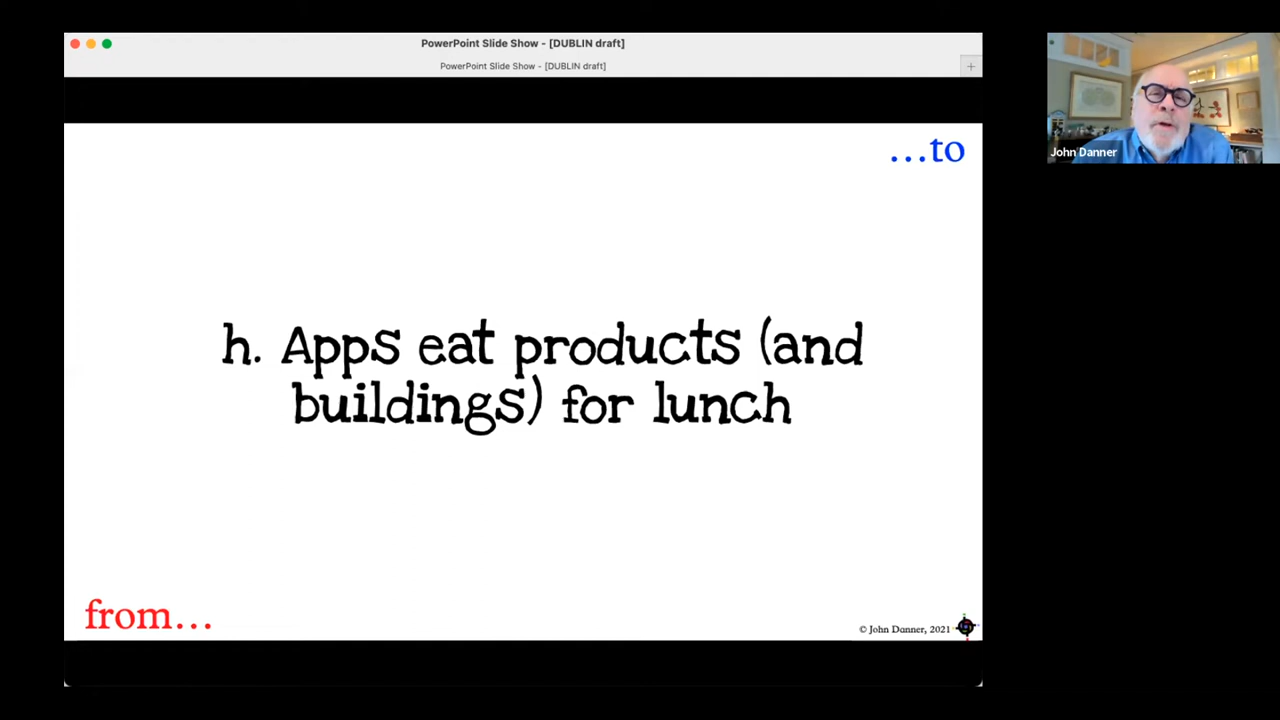 PowerPoint Slide Show - [DUBLIN draft]
PowerPoint Slide Show - [DUBLIN draft]
...to
h. Apps eat products (and
buildings) for lunch
from...
© John Danner, 2021
John Danner